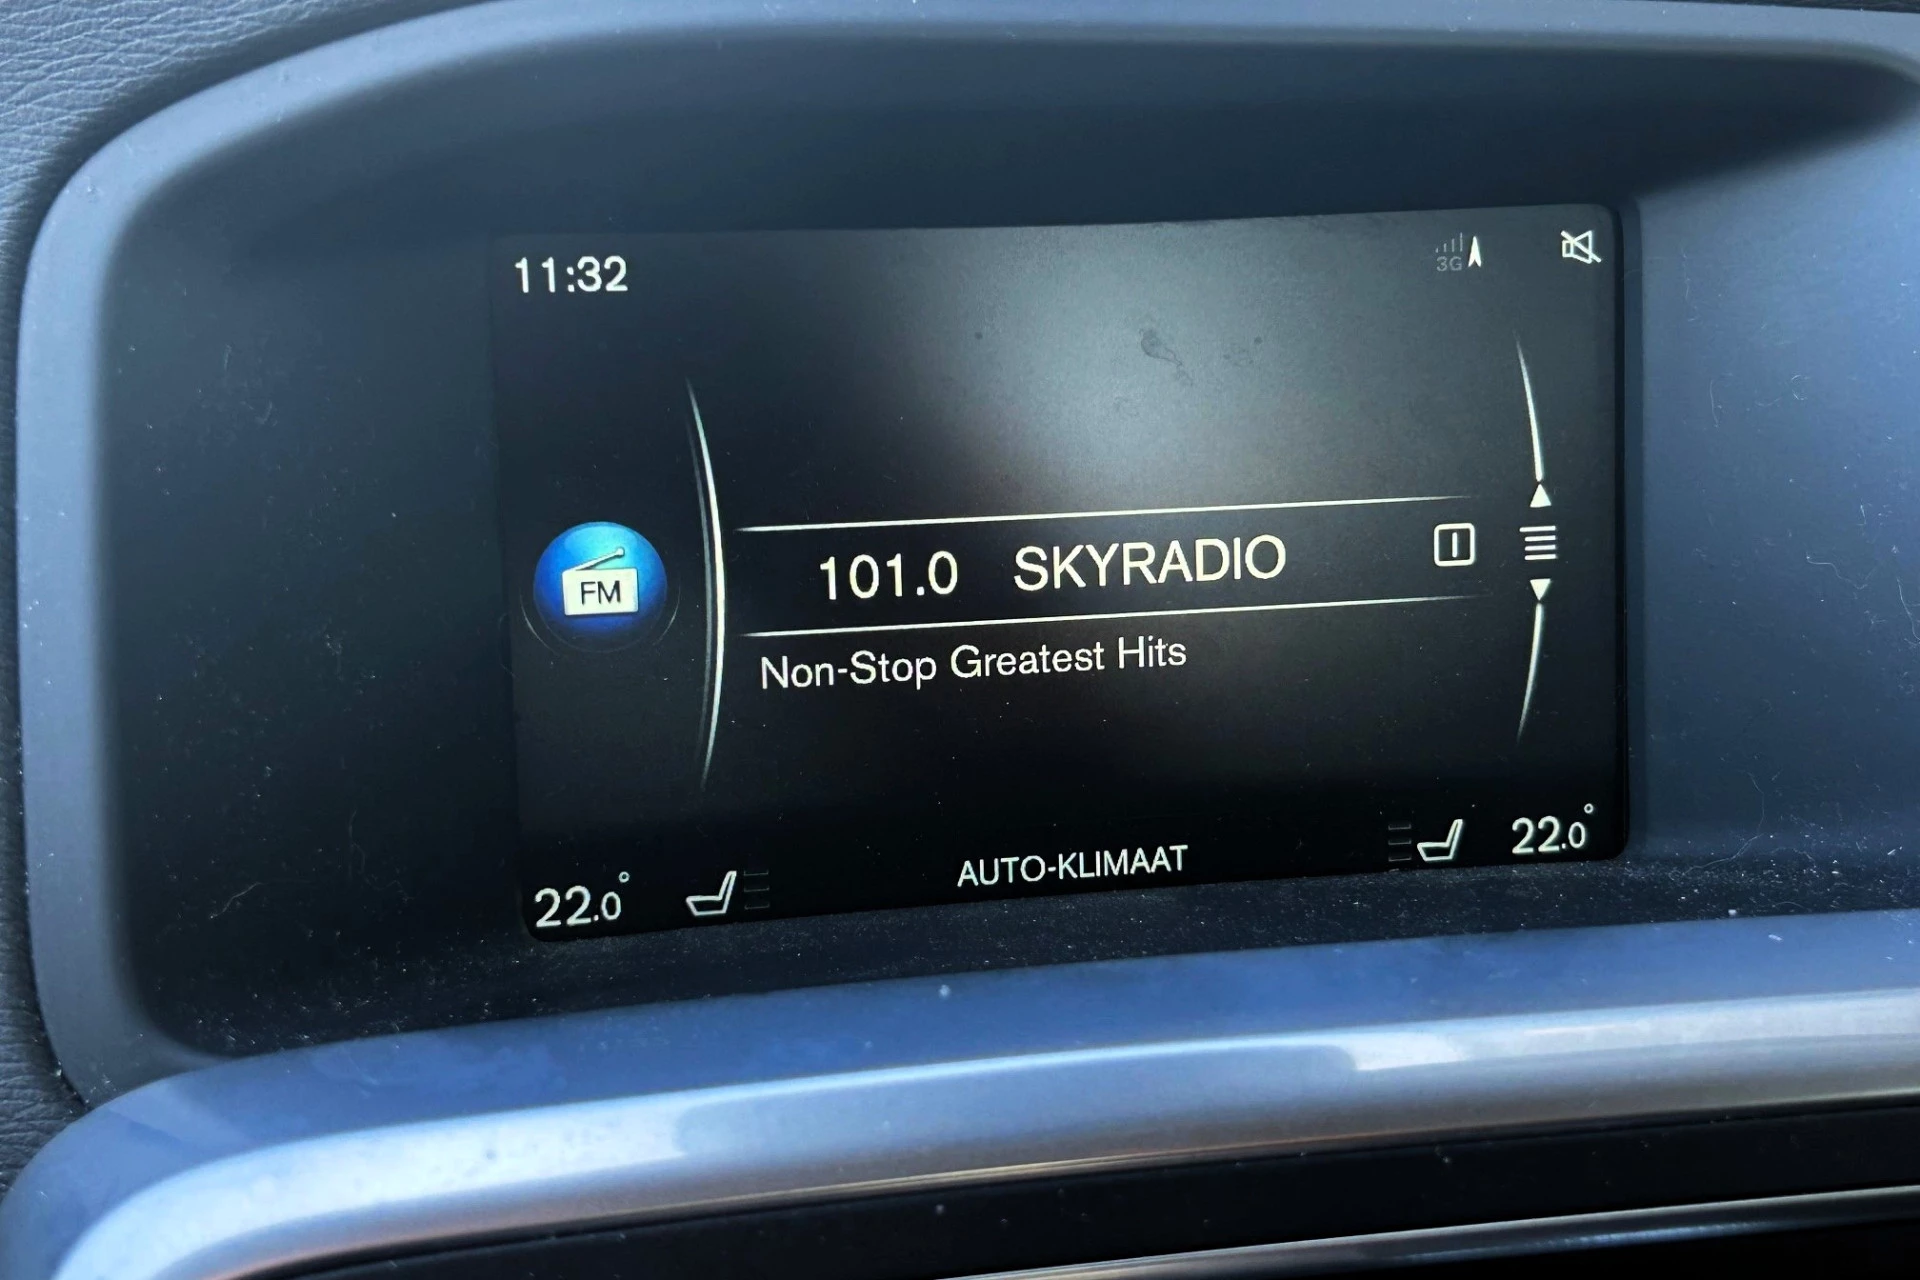 11:32
3G
FM
101.0 SKYRADIO
Non-Stop Greatest Hits
22.0° AUTO-KLIMAAT 22.0°